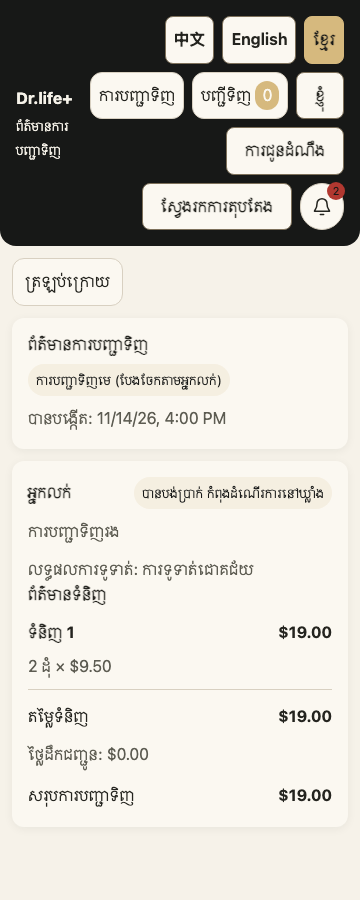 中文
English
ខ្មែរ
Dr.life+
ព័ត៌មានការបញ្ជាទិញ
ការបញ្ជាទិញ
បញ្ជីទិញ 0
ខ្ញុំ
ការជូនដំណឹង
ស្វែងរកការតុបតែង
2
ត្រឡប់ក្រោយ
ព័ត៌មានការបញ្ជាទិញ
ការបញ្ជាទិញមេ (បែងចែកតាមអ្នកលក់)
បានបង្កើត: 11/14/26, 4:00 PM
អ្នកលក់
បានបង់ប្រាក់ កំពុងដំណើរការនៅឃ្លាំង
ការបញ្ជាទិញរង
លទ្ធផលការទូទាត់: ការទូទាត់ជោគជ័យ
ព័ត៌មានទំនិញ
ទំនិញ 1 $19.00
2 ដុំ × $9.50
តម្លៃទំនិញ $19.00
ថ្លៃដឹកជញ្ជូន: $0.00
សរុបការបញ្ជាទិញ $19.00